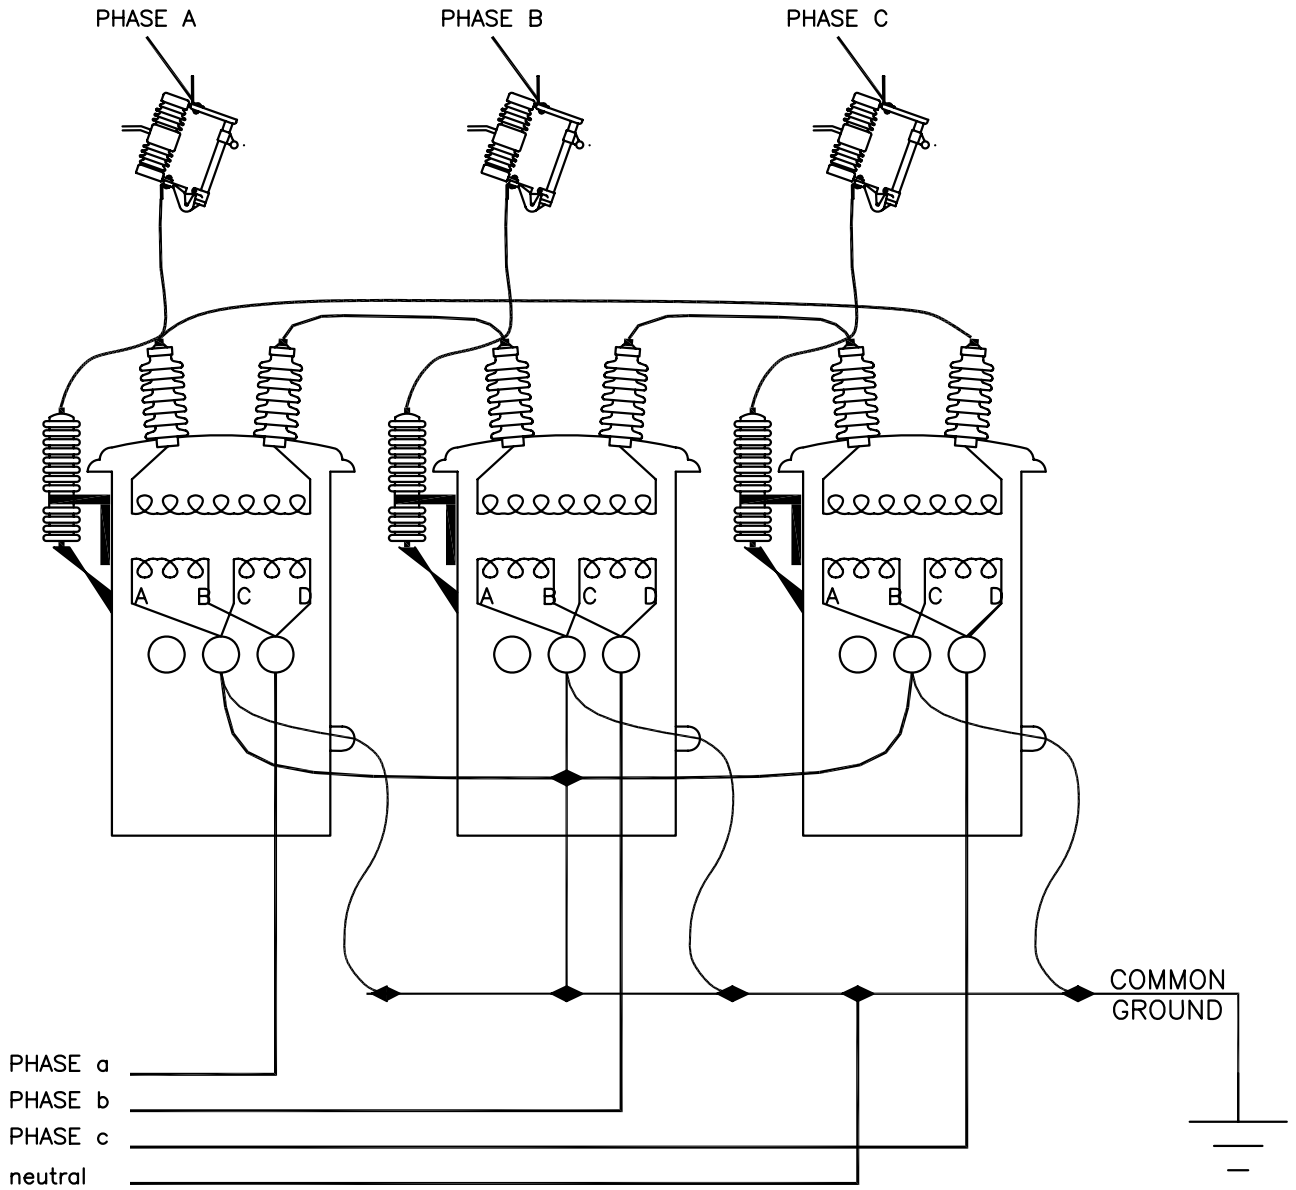 PHASE A
PHASE B
PHASE C
A B C D
A B C D
A B C D
COMMON
GROUND
PHASE a
PHASE b
PHASE c
neutral